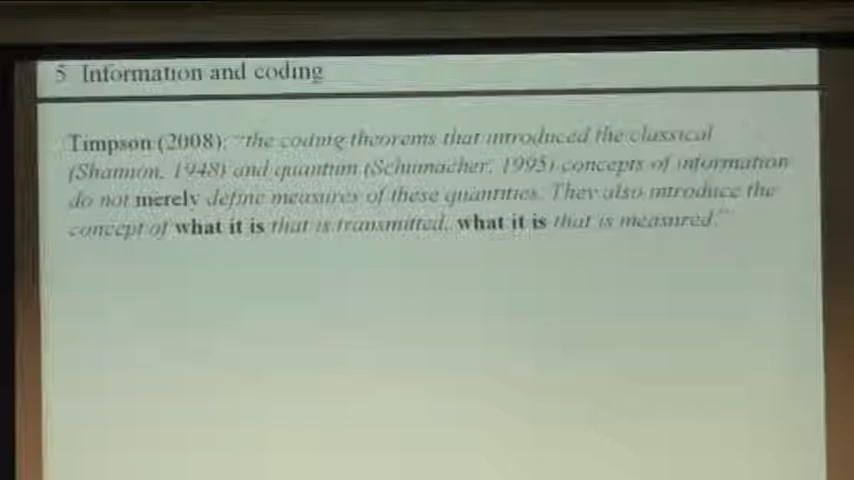 5 Information and coding
Timpson (2008): "the coding theorems that introduced the classical
(Shannon, 1948) and quantum (Schumacher, 1995) concepts of information
do not merely define measures of these quantities. They also introduce the
concept of what it is that is transmitted, what it is that is measured."